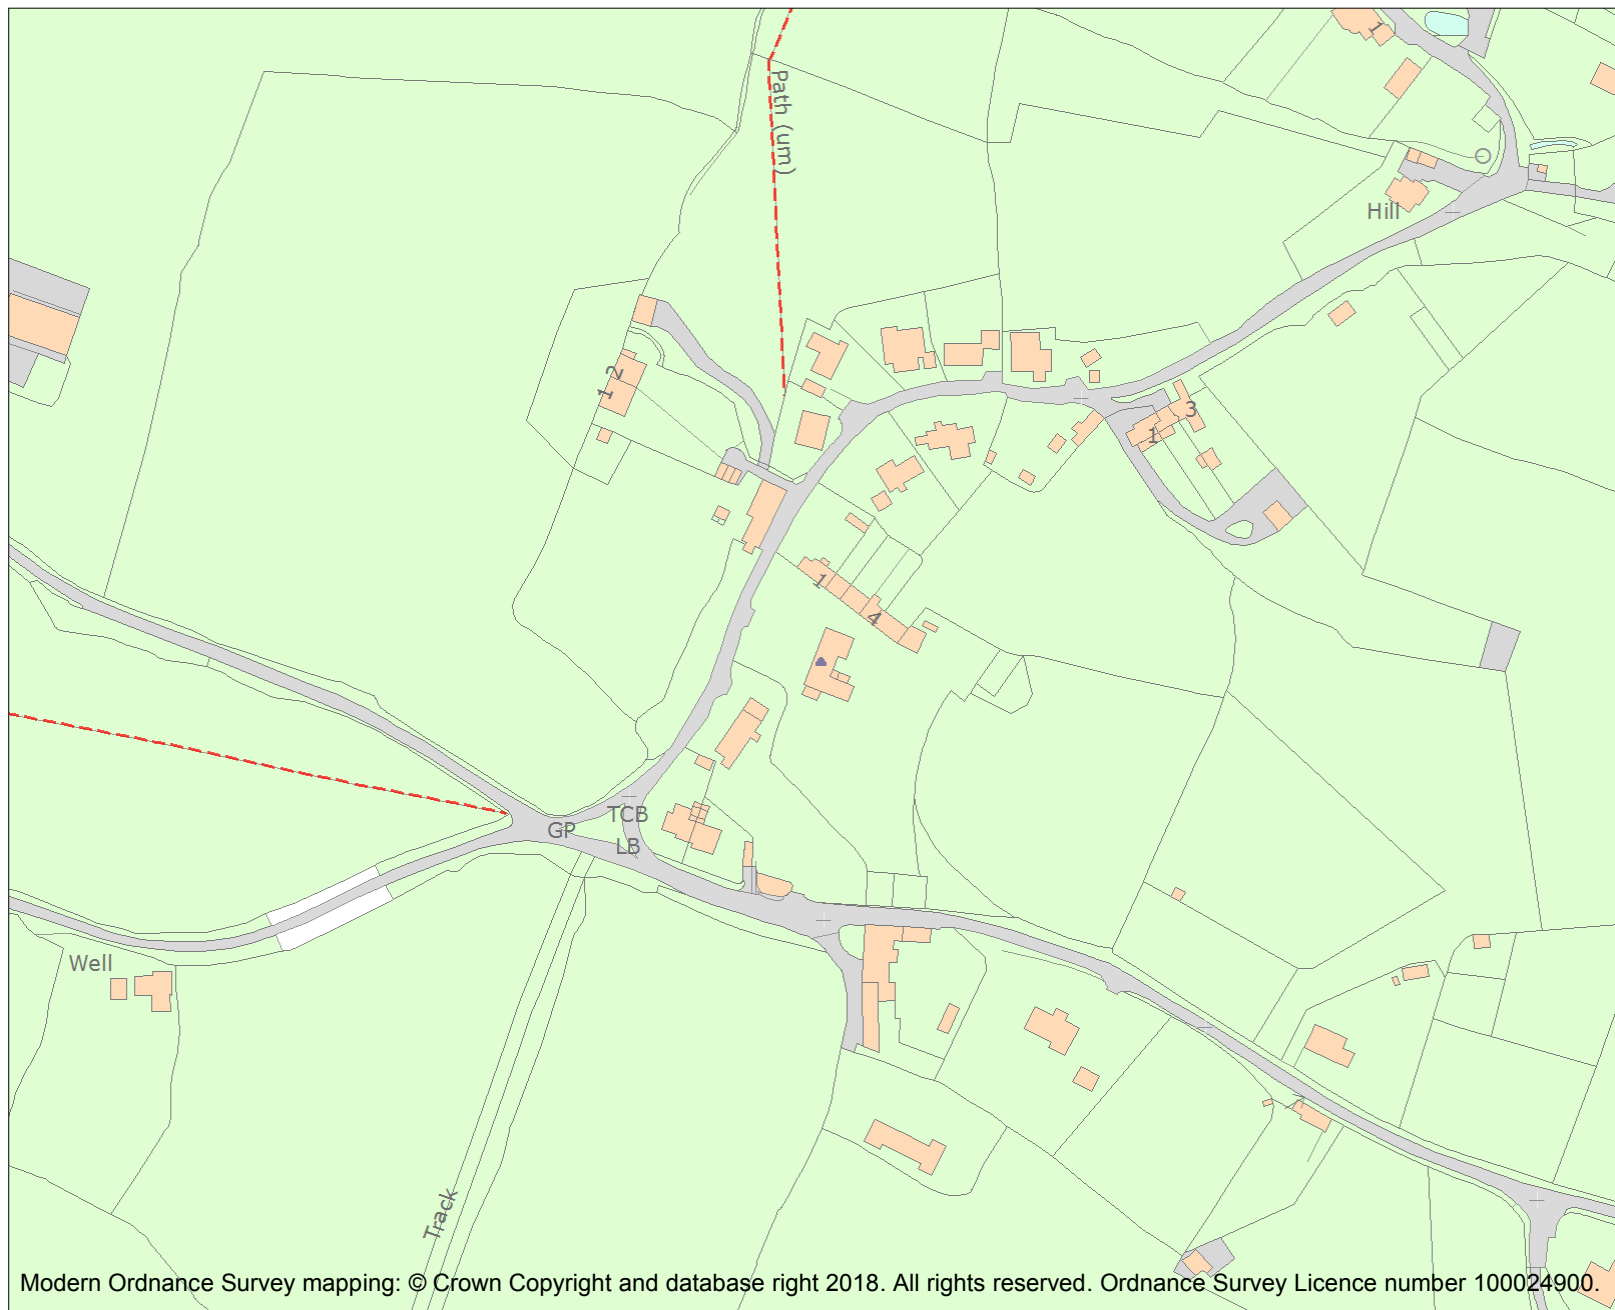 1
Path (um)
Hill
2
1
3
1
1
4
TCB
GP
LB
Well
7
Track
Modern Ordnance Survey mapping: © Crown Copyright and database right 2018. All rights reserved. Ordnance Survey Licence number 100024900.